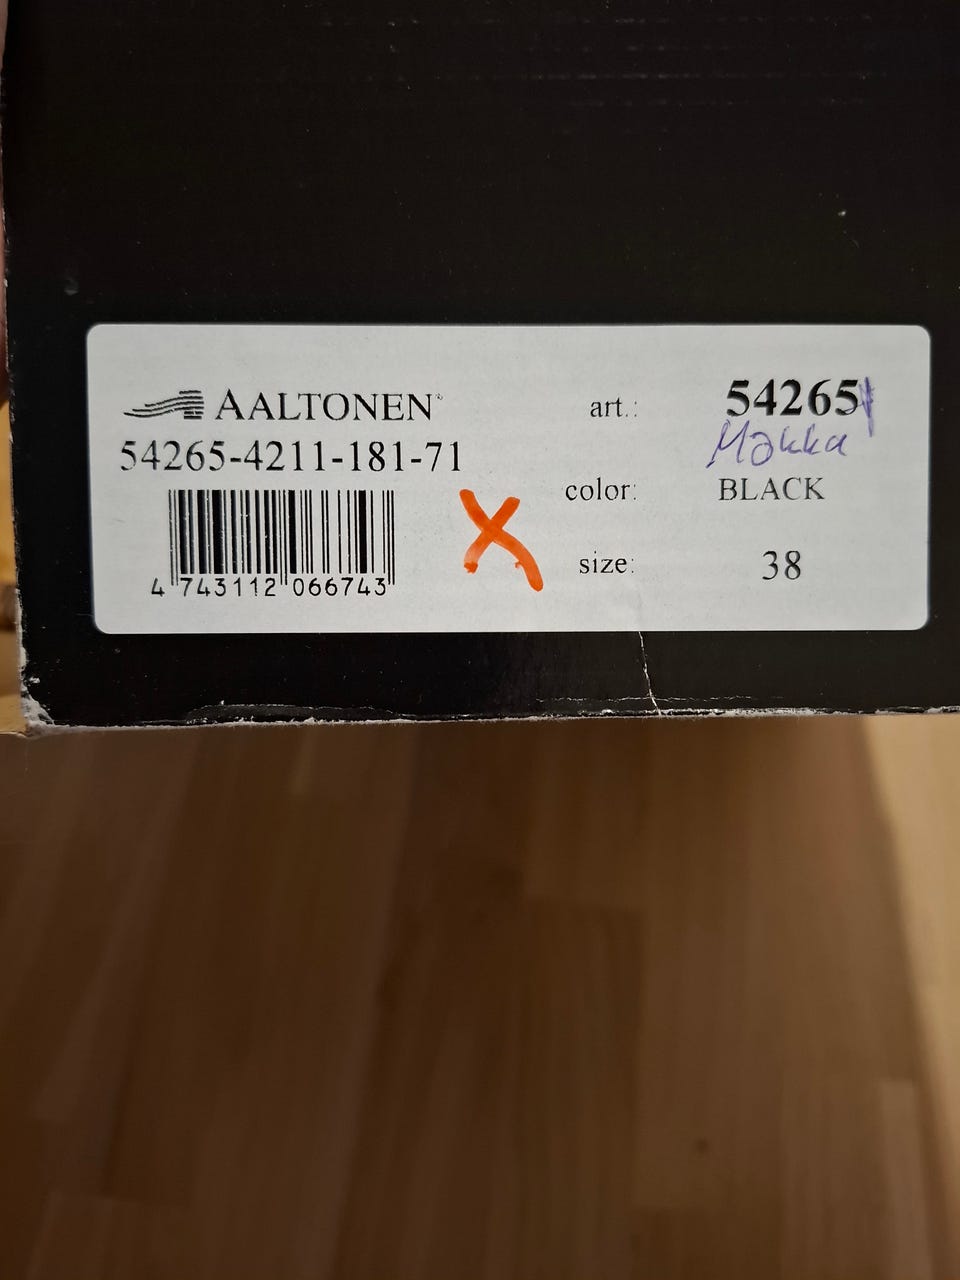 AALTONEN
54265-4211-181-71
4 743112 066743
X
art.: 54265
color: BLACK
size: 38